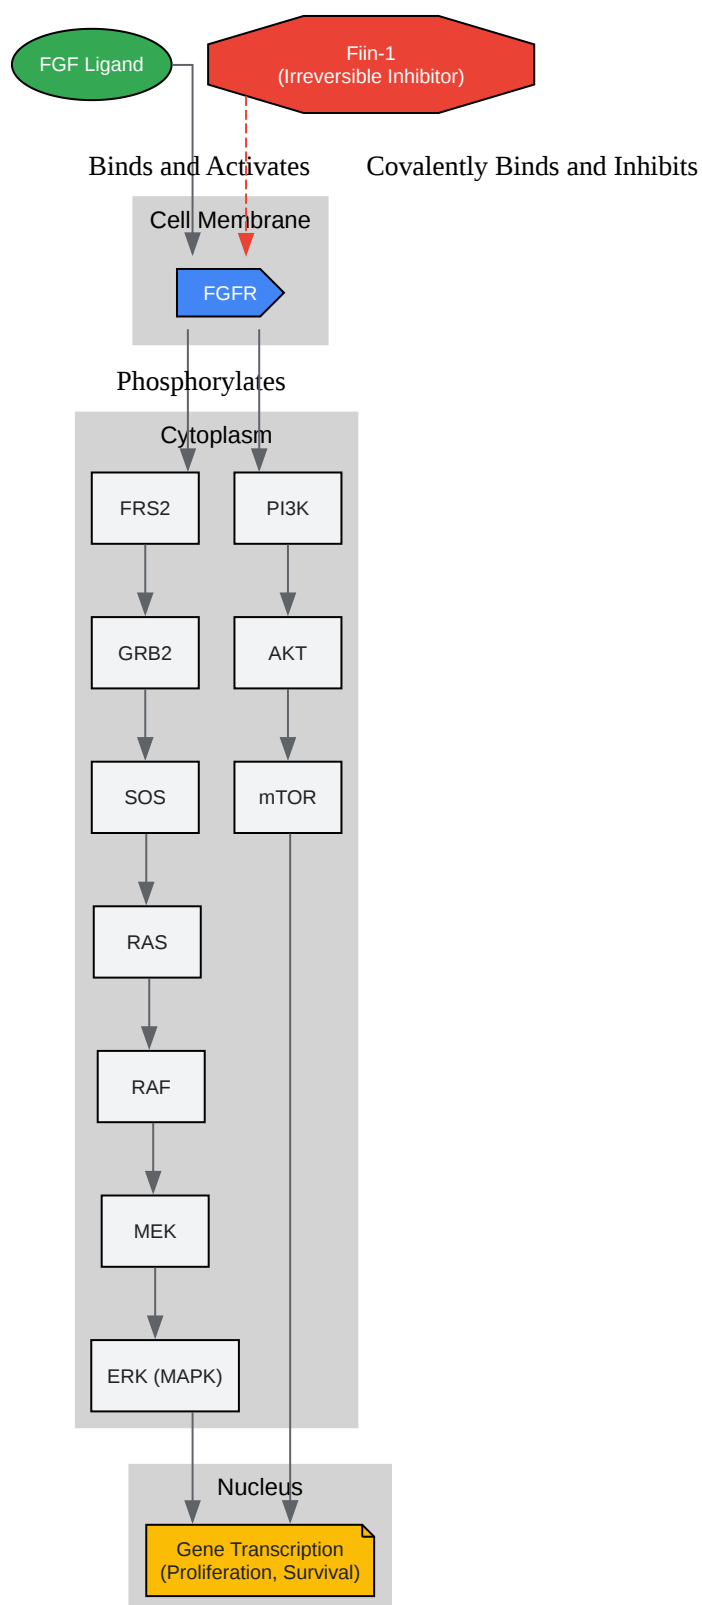 FGF Ligand
Fiin-1
(Irreversible Inhibitor)
Binds and Activates
Covalently Binds and Inhibits
Cell Membrane
FGFR
Phosphorylates
Cytoplasm
FRS2
PI3K
GRB2
AKT
SOS
mTOR
RAS
RAF
MEK
ERK (MAPK)
Nucleus
Gene Transcription
(Proliferation, Survival)